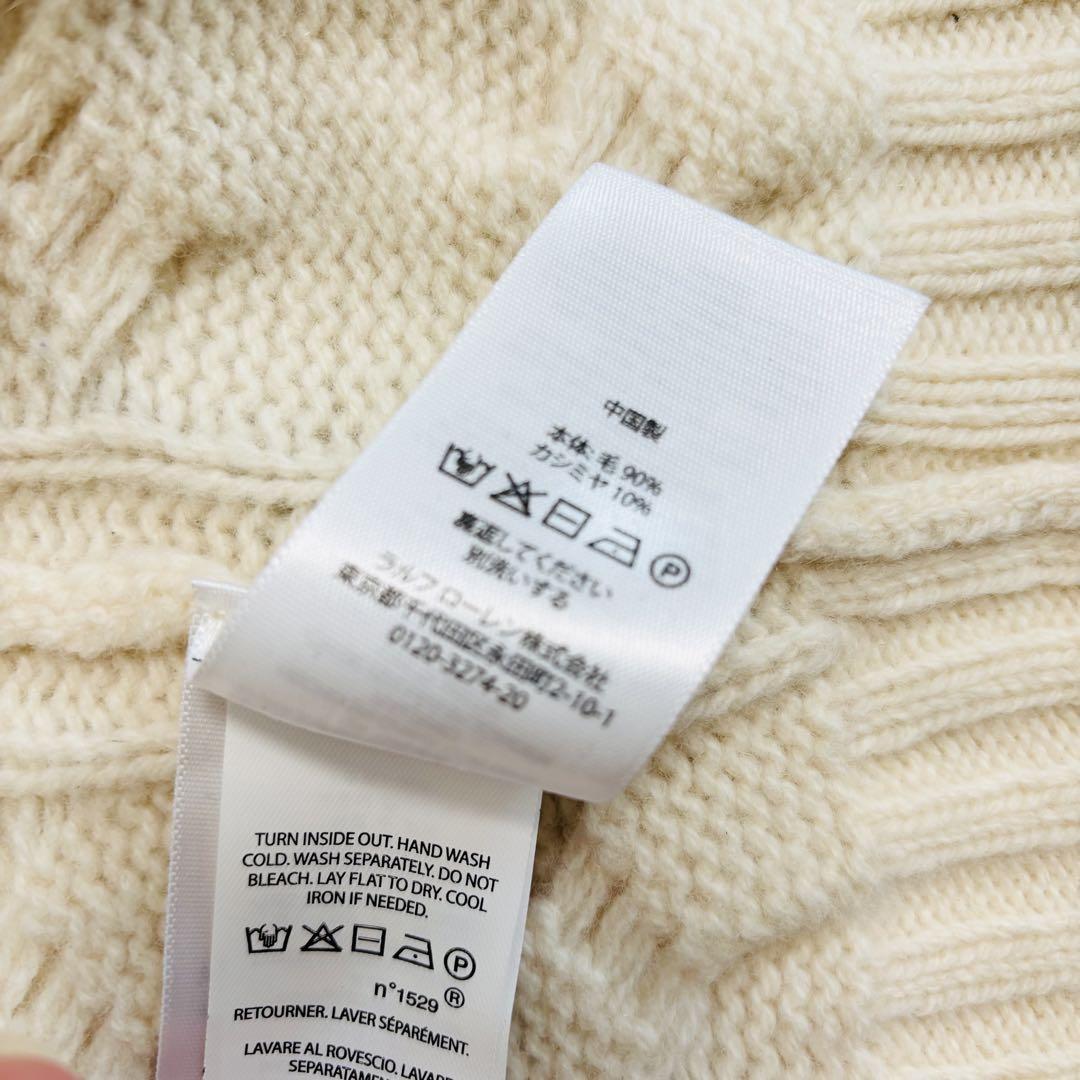 中国製
本体: 毛 90%
カシミヤ 10%
P
裏返してください
別洗いする
ラルフ ローレン株式会社
東京都千代田区永田町2-10-1
0120-3274-20
TURN INSIDE OUT. HAND WASH
COLD. WASH SEPARATELY. DO NOT
BLEACH. LAY FLAT TO DRY. COOL
IRON IF NEEDED.
P
n°1529 ®
RETOURNER. LAVER SÉPARÉMENT.
LAVARE AL ROVESCIO. LAVARE